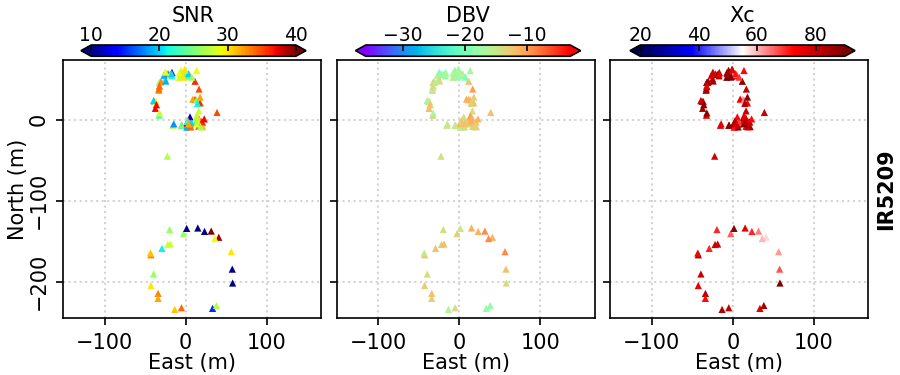 SNR DBV Xc
10 20 30 40 −30 −20 −10 20 40 60 80
0
−100
−200
North (m)
IR5209
−100 0 100 −100 0 100 −100 0 100
East (m) East (m) East (m)